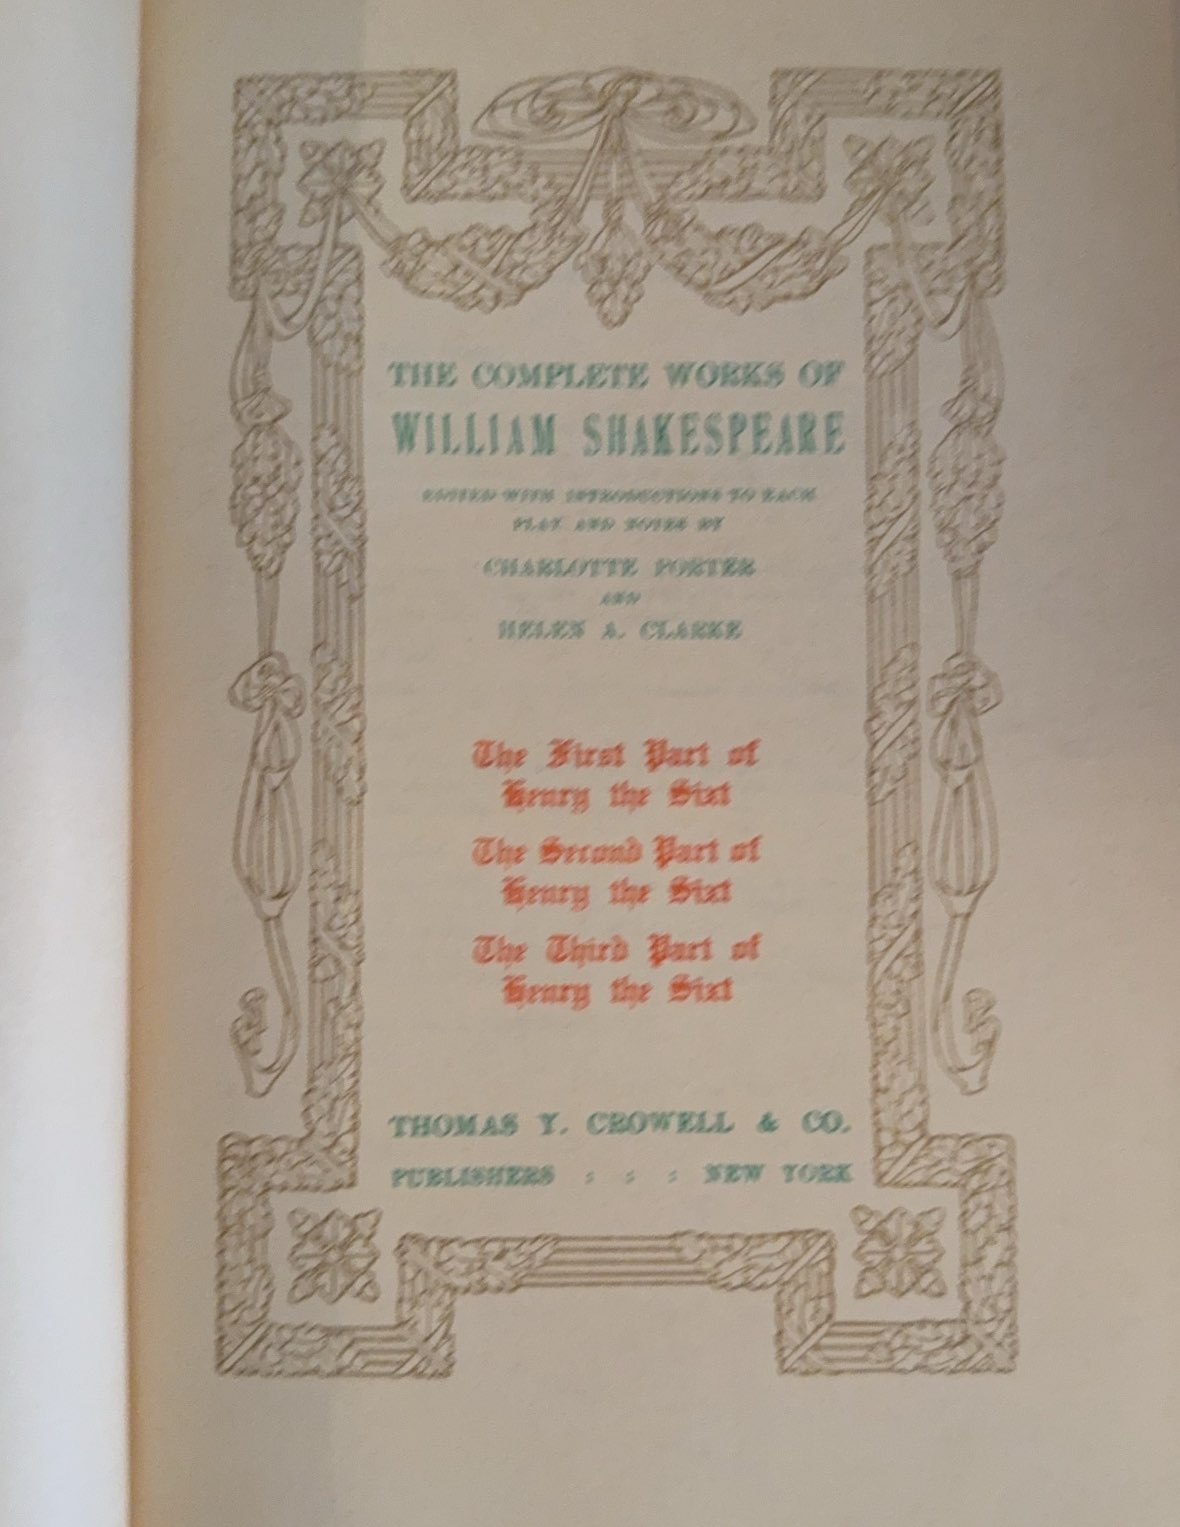 THE COMPLETE WORKS OF
WILLIAM SHAKESPEARE
EDITED WITH INTRODUCTIONS TO EACH
PLAY AND NOTES BY
CHARLOTTE PORTER
AND
HELEN A. CLARKE
The First Part of
Henry the Sixt
The Second Part of
Henry the Sixt
The Third Part of
Henry the Sixt
THOMAS Y. CROWELL & CO.
PUBLISHERS : : : NEW YORK